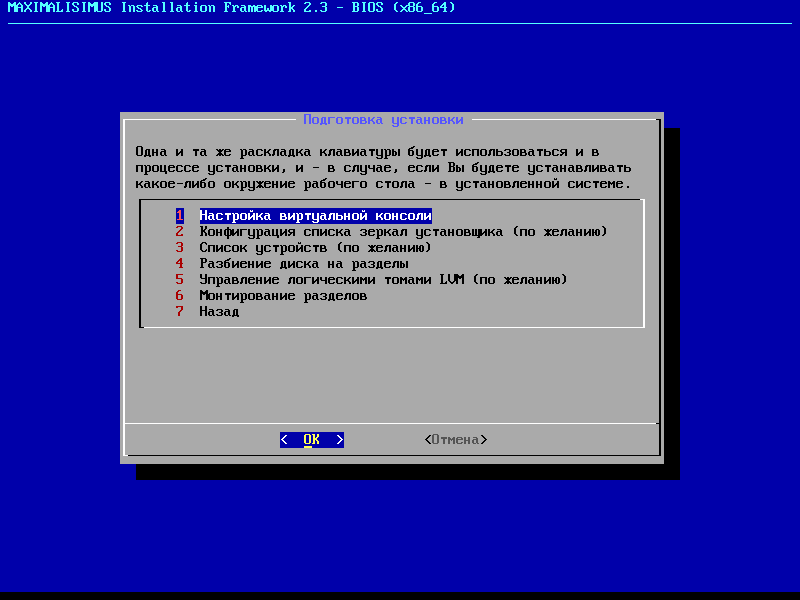 MAXIMALISIMUS Installation Framework 2.3 - BIOS (x86_64)
Подготовка установки
Одна и та же раскладка клавиатуры будет использоваться и в
процессе установки, и - в случае, если Вы будете устанавливать
какое-либо окружение рабочего стола - в установленной системе.
1 Настройка виртуальной консоли
2 Конфигурация списка зеркал установщика (по желанию)
3 Список устройств (по желанию)
4 Разбиение диска на разделы
5 Управление логическими томами LVM (по желанию)
6 Монтирование разделов
7 Назад
< OK > <Отмена>